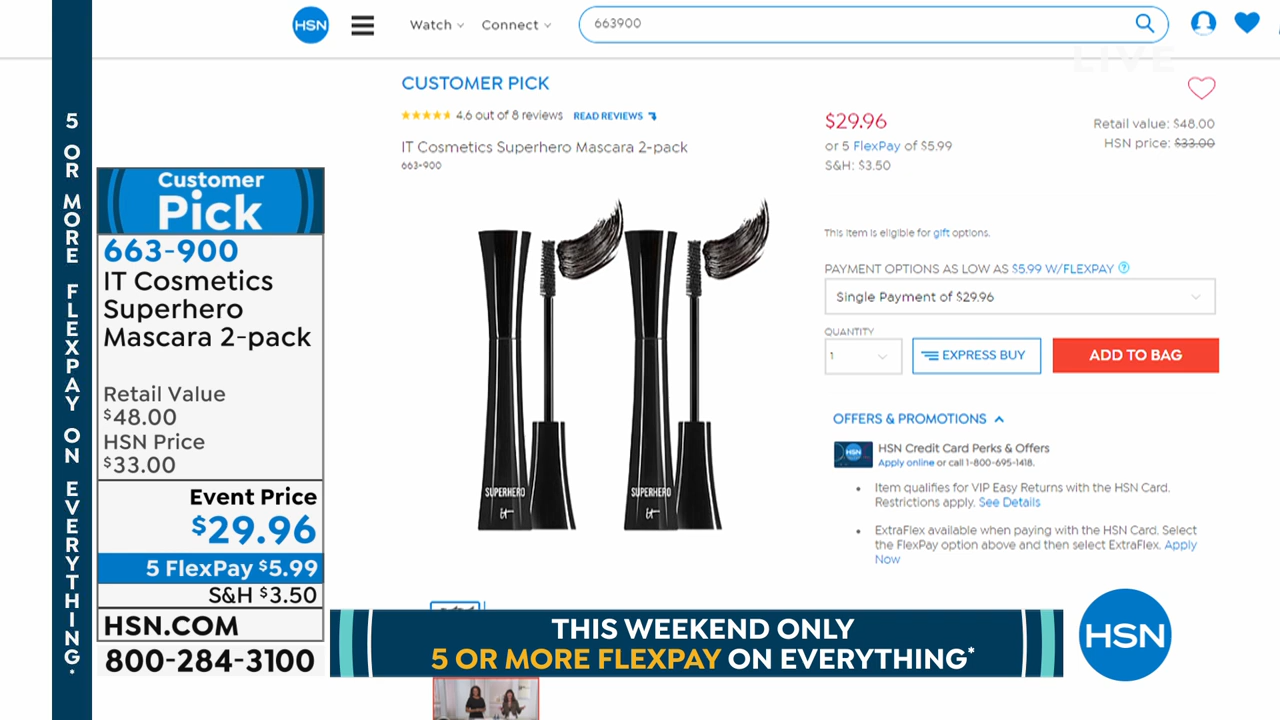 HSN
Watch
Connect
663900
LIVE
5 OR MORE FLEXPAY ON EVERYTHING.
Customer
Pick
663-900
IT Cosmetics
Superhero
Mascara 2-pack
Retail Value
$48.00
HSN Price
$33.00
Event Price
$29.96
5 FlexPay $5.99
S&H $3.50
HSN.COM
800-284-3100
CUSTOMER PICK
4.6 out of 8 reviews READ REVIEWS
IT Cosmetics Superhero Mascara 2-pack
663-900
SUPERHERO
it
SUPERHERO
it
$29.96
or 5 FlexPay of $5.99
S&H: $3.50
Retail value: $48.00
HSN price: $33.00
This item is eligible for gift options.
PAYMENT OPTIONS AS LOW AS $5.99 W/FLEXPAY ?
Single Payment of $29.96
QUANTITY
1
EXPRESS BUY
ADD TO BAG
OFFERS & PROMOTIONS
HSN
HSN Credit Card Perks & Offers
Apply online or call 1-800-695-1418.
• Item qualifies for VIP Easy Returns with the HSN Card.
Restrictions apply. See Details
• ExtraFlex available when paying with the HSN Card. Select
the FlexPay option above and then select ExtraFlex. Apply
Now
THIS WEEKEND ONLY
5 OR MORE FLEXPAY ON EVERYTHING*
HSN